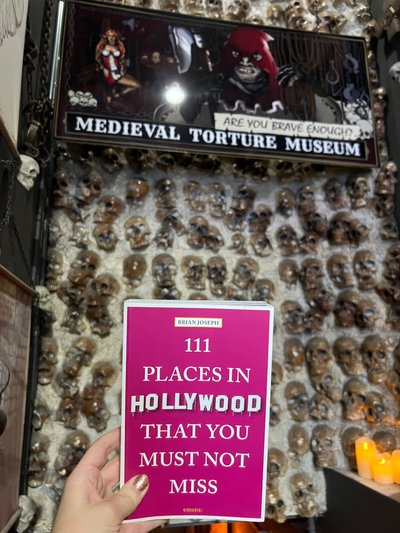 ARE YOU BRAVE ENOUGH?
MEDIEVAL TORTURE MUSEUM
BRIAN JOSEPH
111
PLACES IN
HOLLYWOOD
THAT YOU
MUST NOT
MISS
emons: